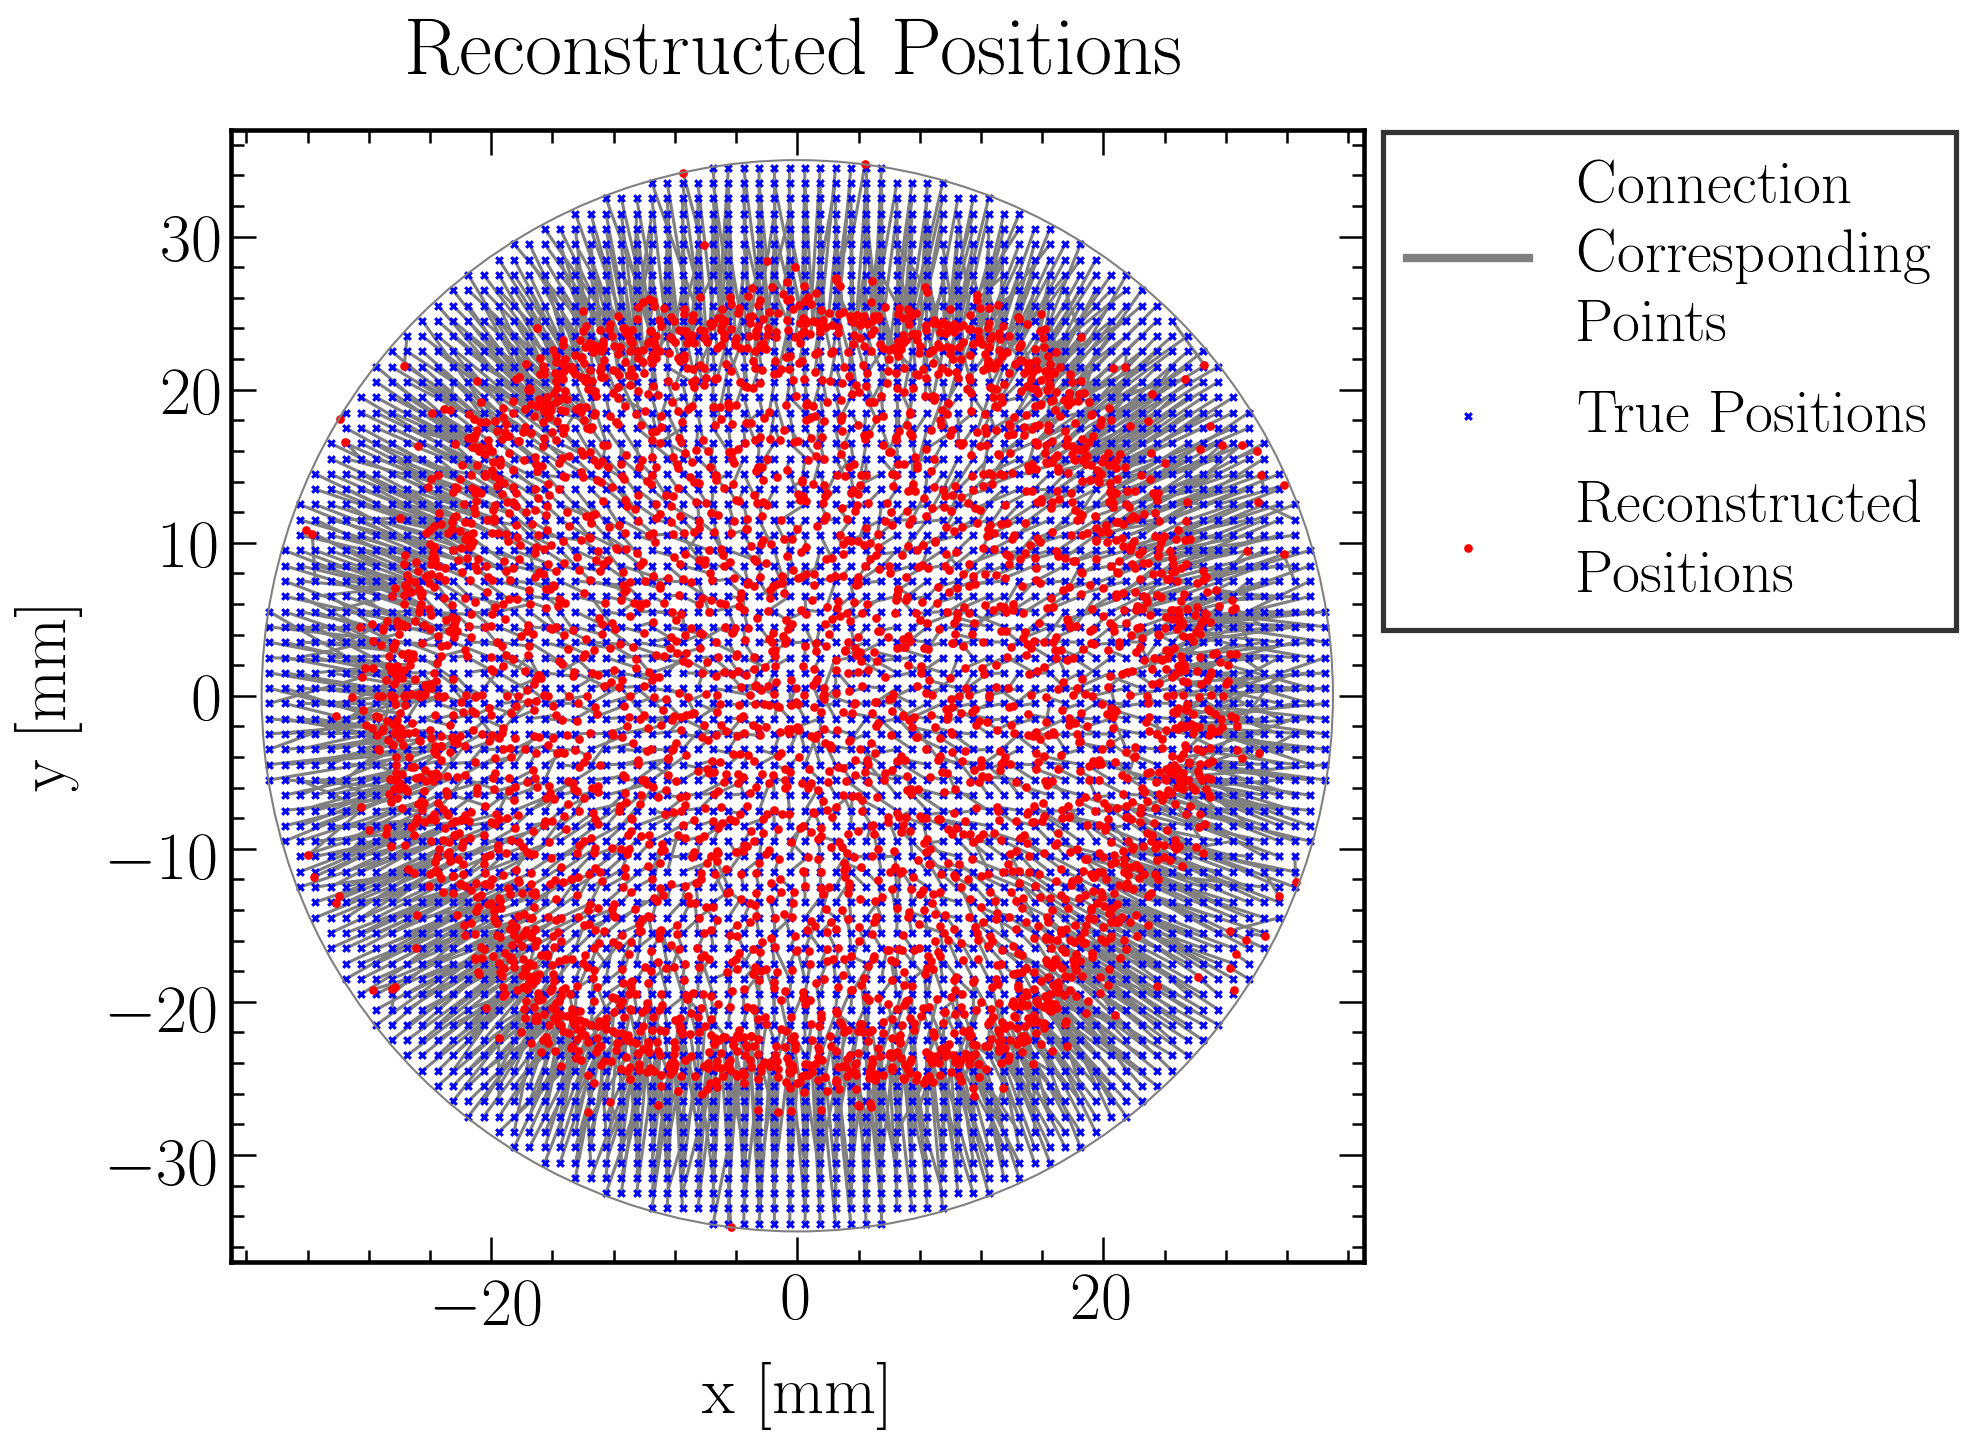 Reconstructed Positions
Connection
Corresponding
Points
True Positions
Reconstructed
Positions
30
20
10
0
−10
−20
−30
y [mm]
−20 0 20
x [mm]